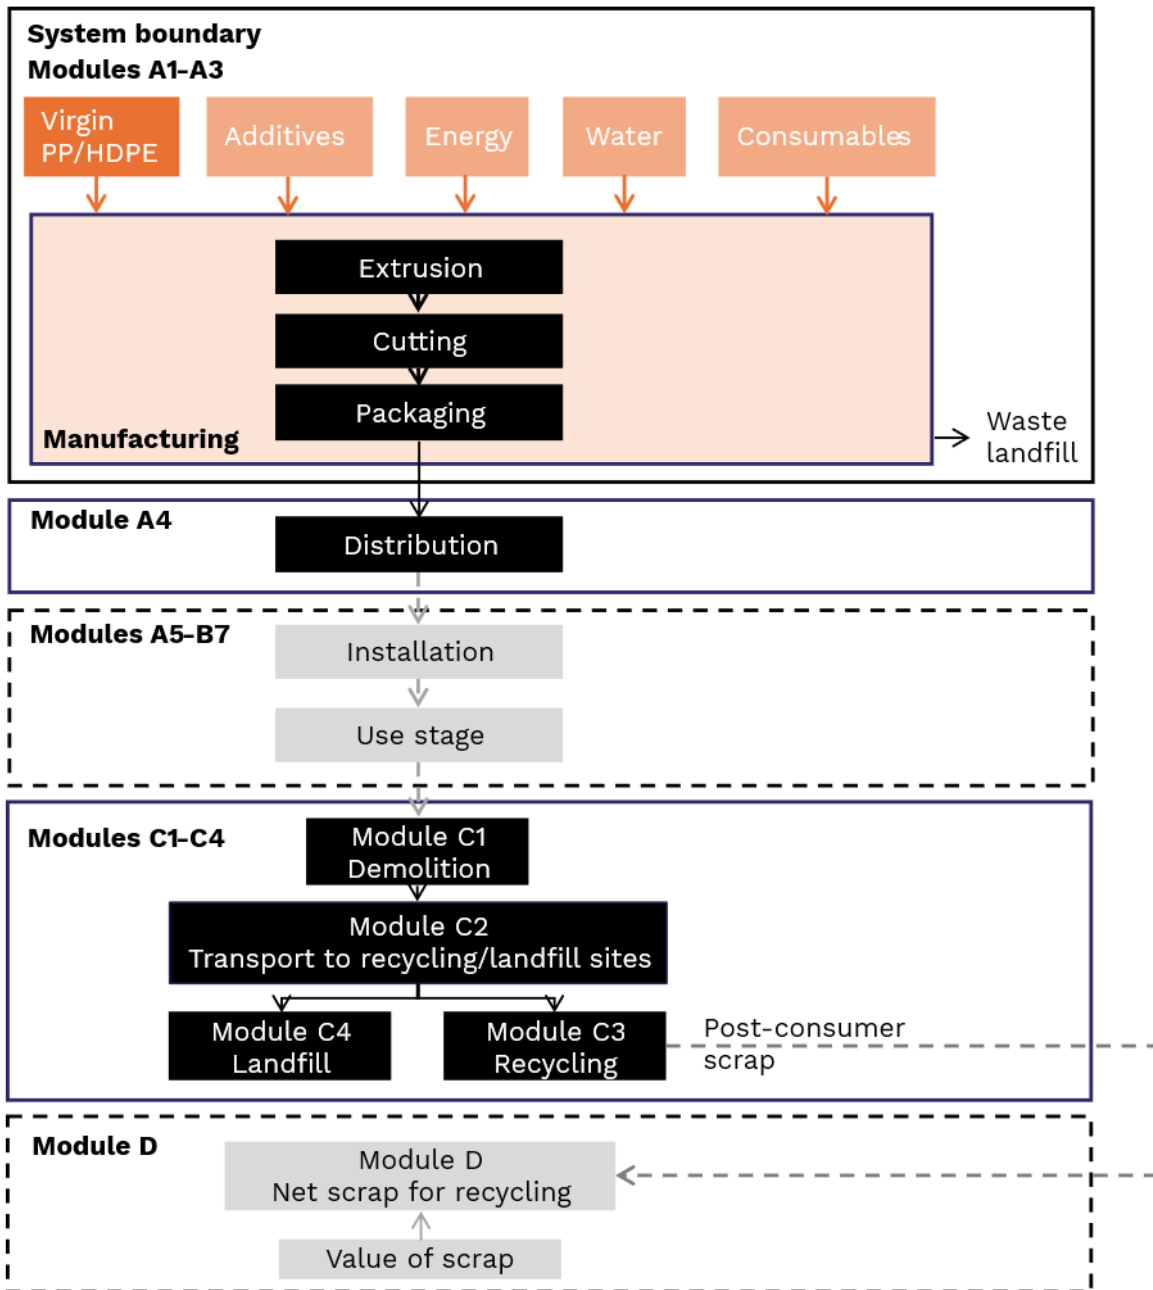 System boundary
Modules A1-A3
Virgin
PP/HDPE
Additives
Energy
Water
Consumables
Extrusion
Cutting
Packaging
Manufacturing
Waste
landfill
Module A4
Distribution
Modules A5-B7
Installation
Use stage
Modules C1-C4
Module C1
Demolition
Module C2
Transport to recycling/landfill sites
Module C4
Landfill
Module C3
Recycling
Post-consumer
scrap
Module D
Module D
Net scrap for recycling
Value of scrap